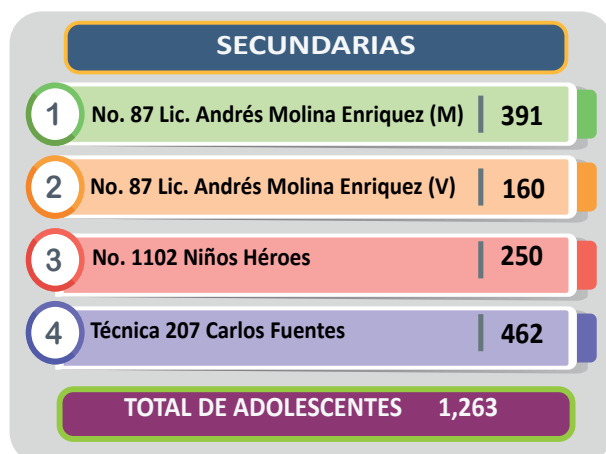 SECUNDARIAS
1 No. 87 Lic. Andrés Molina Enriquez (M) 391
2 No. 87 Lic. Andrés Molina Enriquez (V) 160
3 No. 1102 Niños Héroes 250
4 Técnica 207 Carlos Fuentes 462
TOTAL DE ADOLESCENTES 1,263